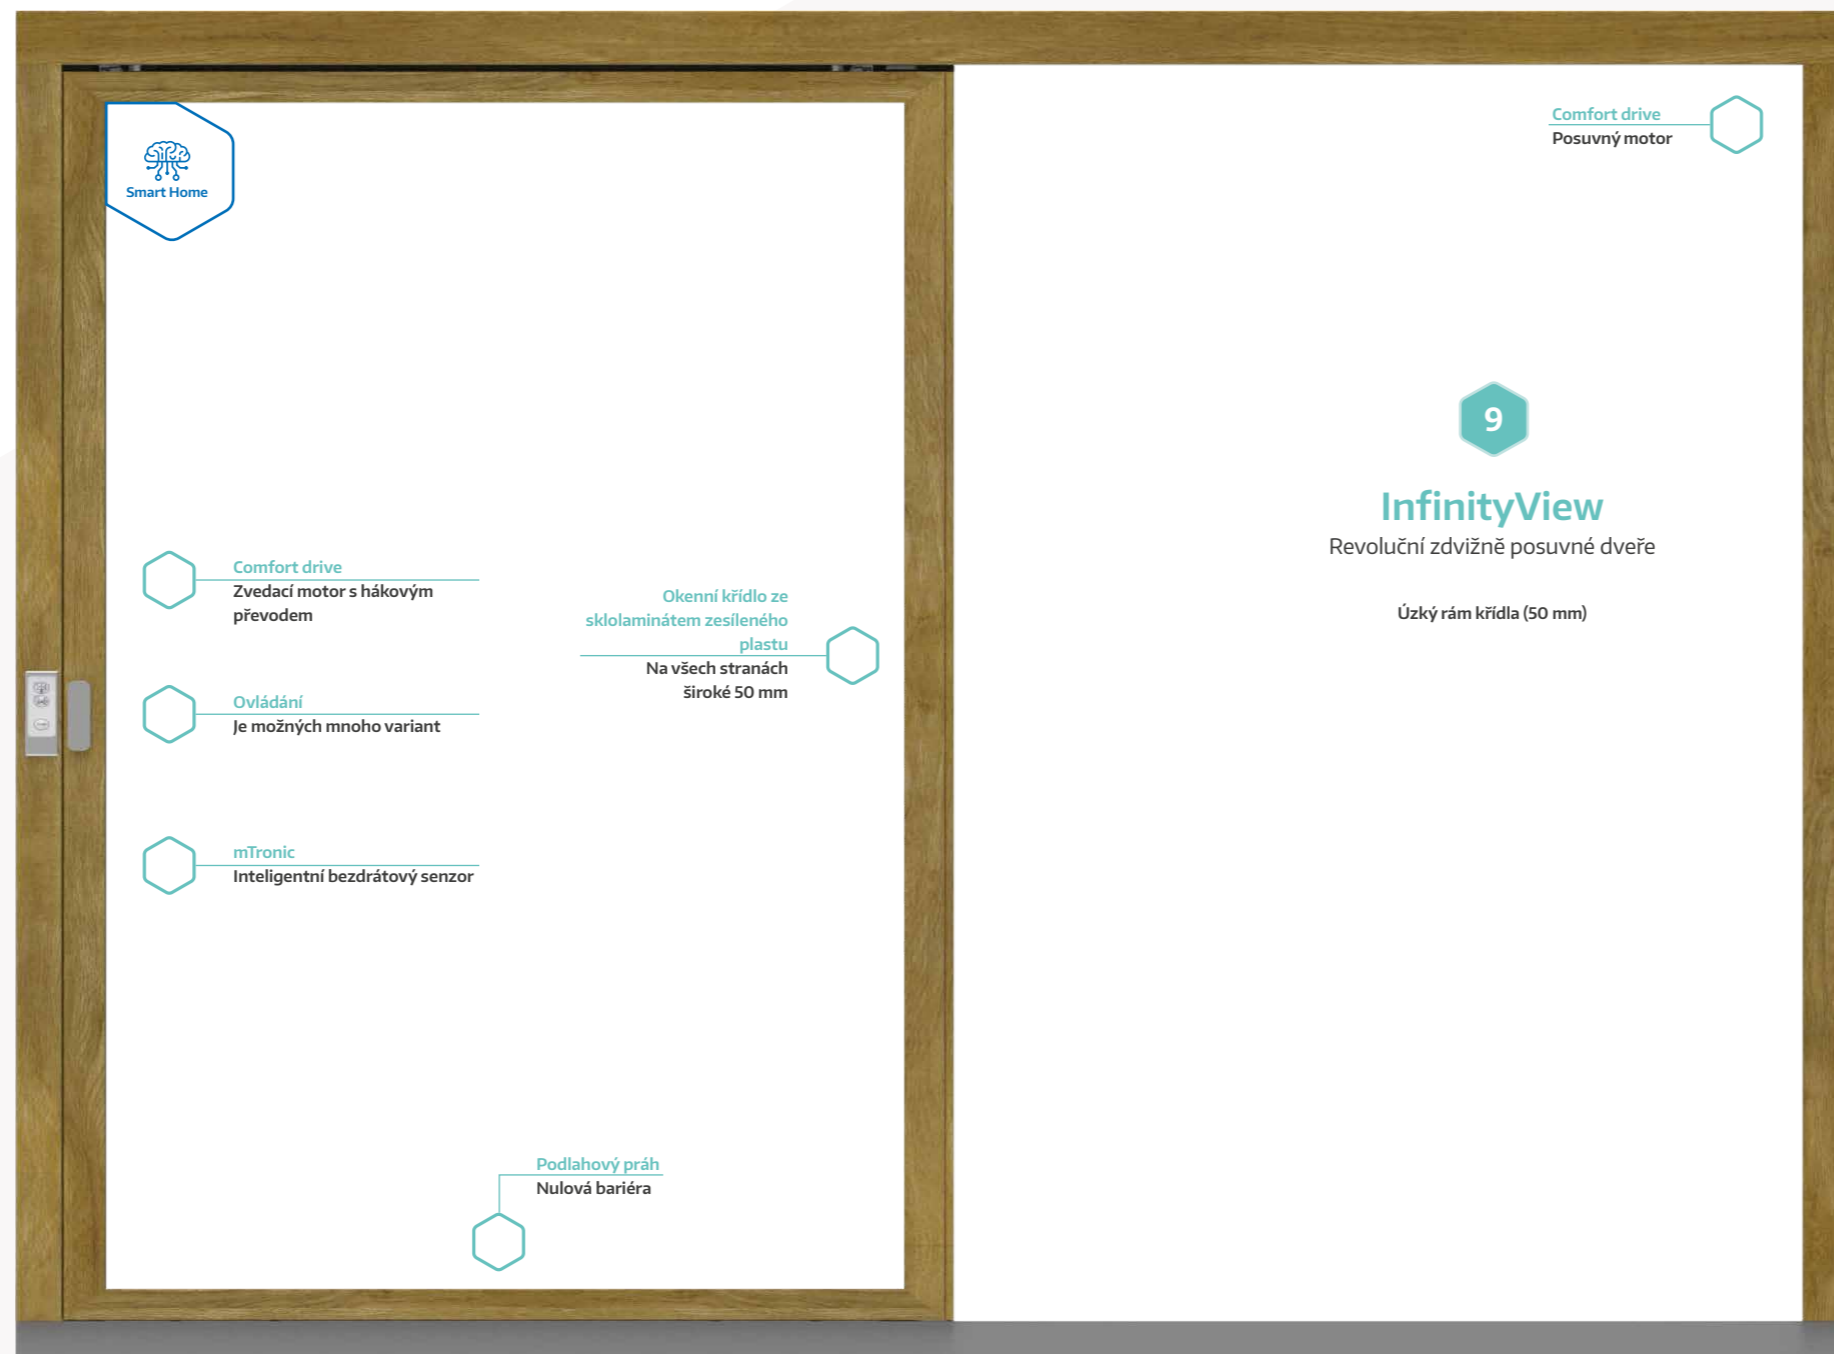 Smart Home
Comfort drive
Zvedací motor s hákovým
převodem
Ovládání
Je možných mnoho variant
mTronic
Inteligentní bezdrátový senzor
Okenní křídlo ze
sklolaminátem zesíleného
plastu
Na všech stranách
široké 50 mm
Podlahový práh
Nulová bariéra
Comfort drive
Posuvný motor
9
InfinityView
Revoluční zdvižně posuvné dveře
Úzký rám křídla (50 mm)